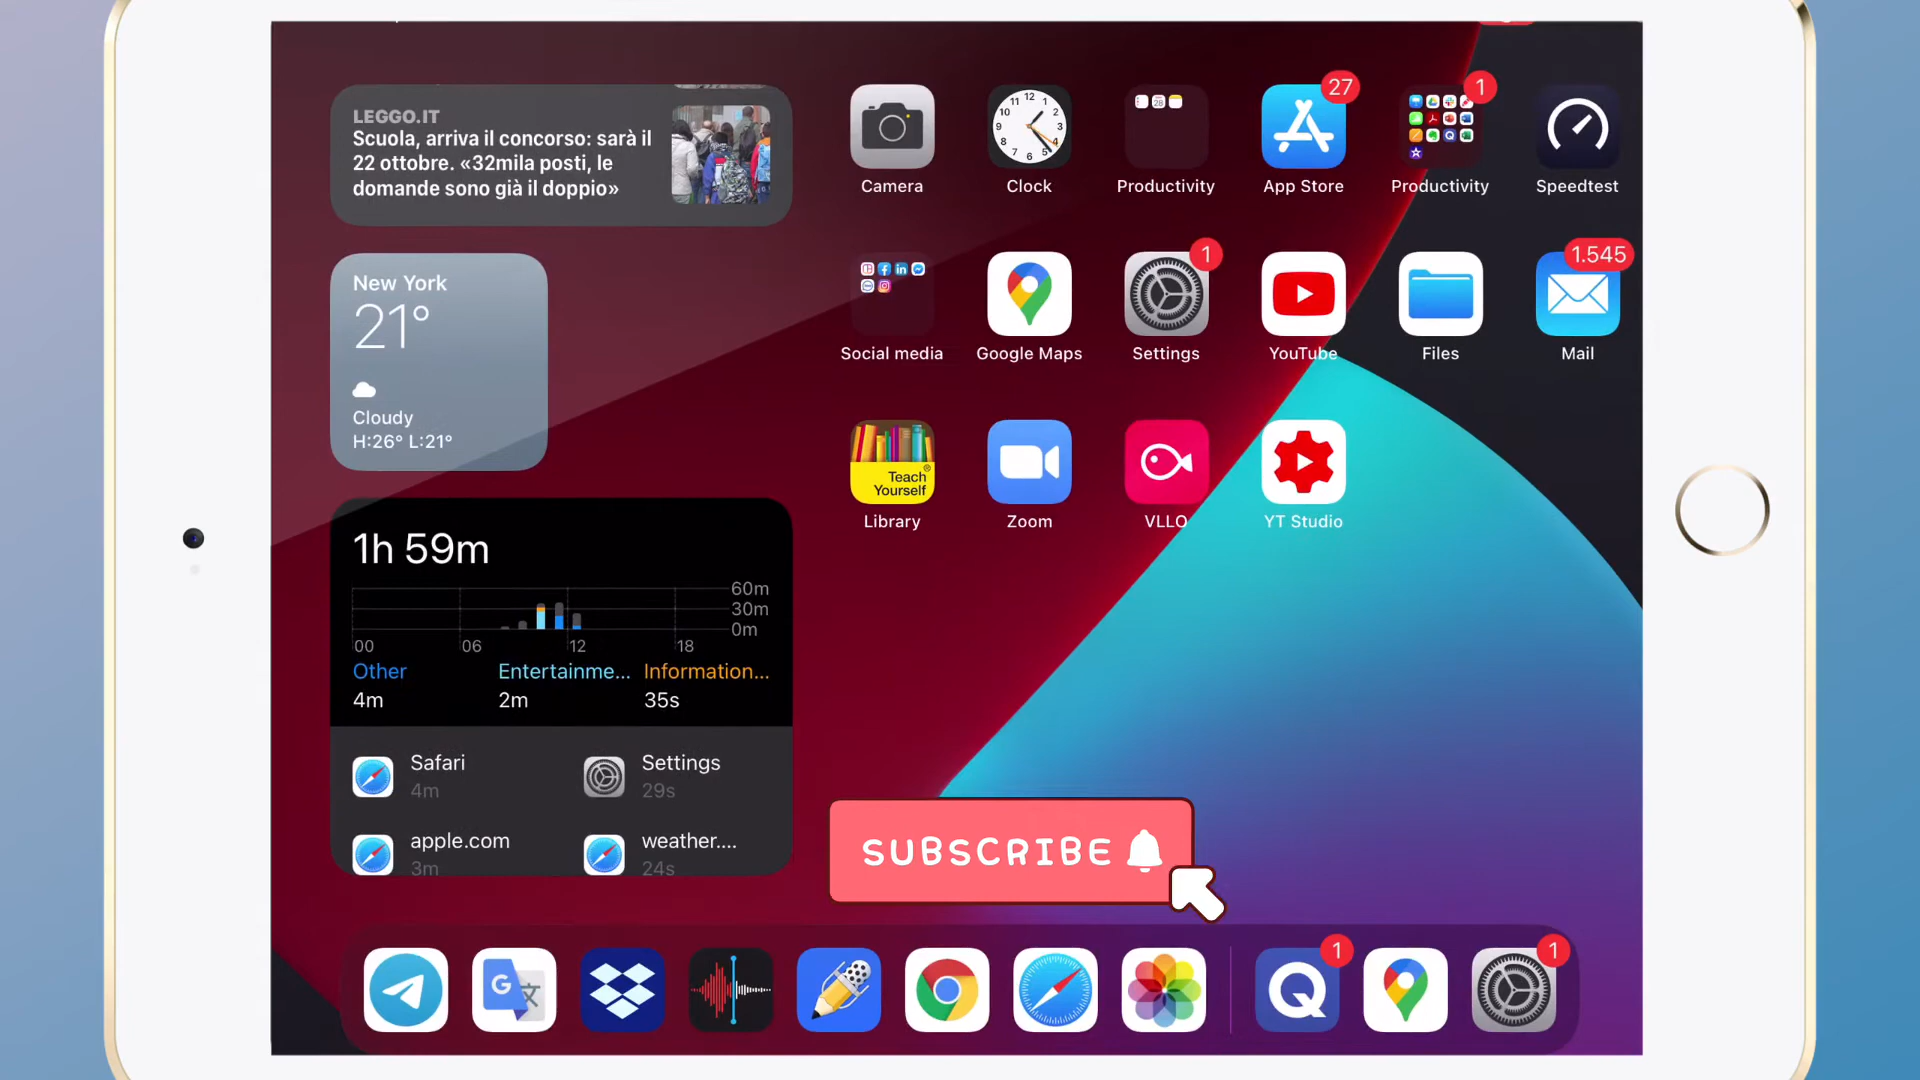 LEGGO.IT
Scuola, arriva il concorso: sarà il
22 ottobre. «32mila posti, le
domande sono già il doppio»
New York
21°
Cloudy
H:26° L:21°
1h 59m
60m
30m
0m
00 06 12 18
Other Entertainme... Information...
4m 2m 35s
Safari Settings
4m 29s
apple.com weather....
3m 24s
27
1
Camera Clock Productivity App Store Productivity Speedtest
1
1.545
Social media Google Maps Settings YouTube Files Mail
Teach
Yourself
Library Zoom VLLO YT Studio
SUBSCRIBE
1
1